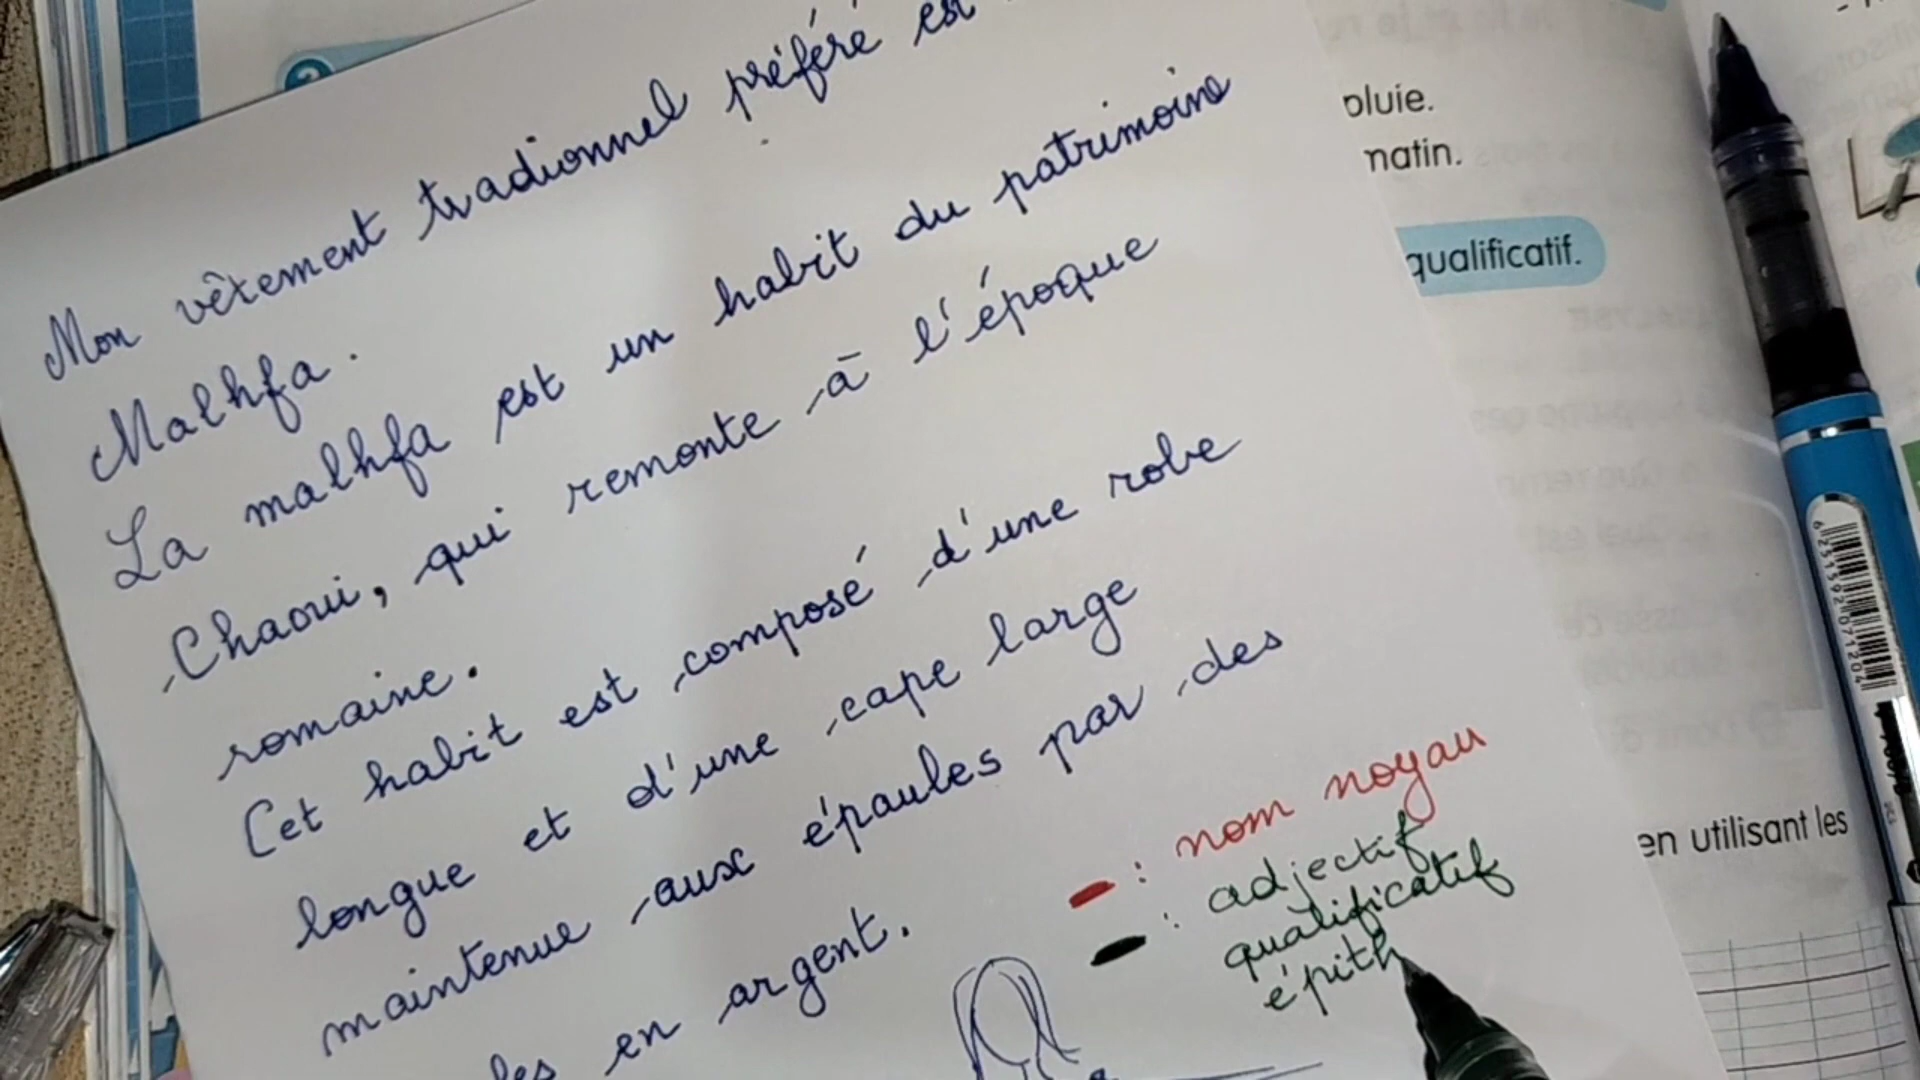 Mon vêtement tradionnel préféré est
Malhfa.
La malhfa est un habit du patrimoine
Chaoui, qui remonte à l'époque
romaine.
Cet habit est composé d'une robe
longue et d'une cape large
maintenue aux épaules par des
les en argent.
: nom noyau
: adjectif
qualificatif
épith
pluie.
matin.
qualificatif.
en utilisant les